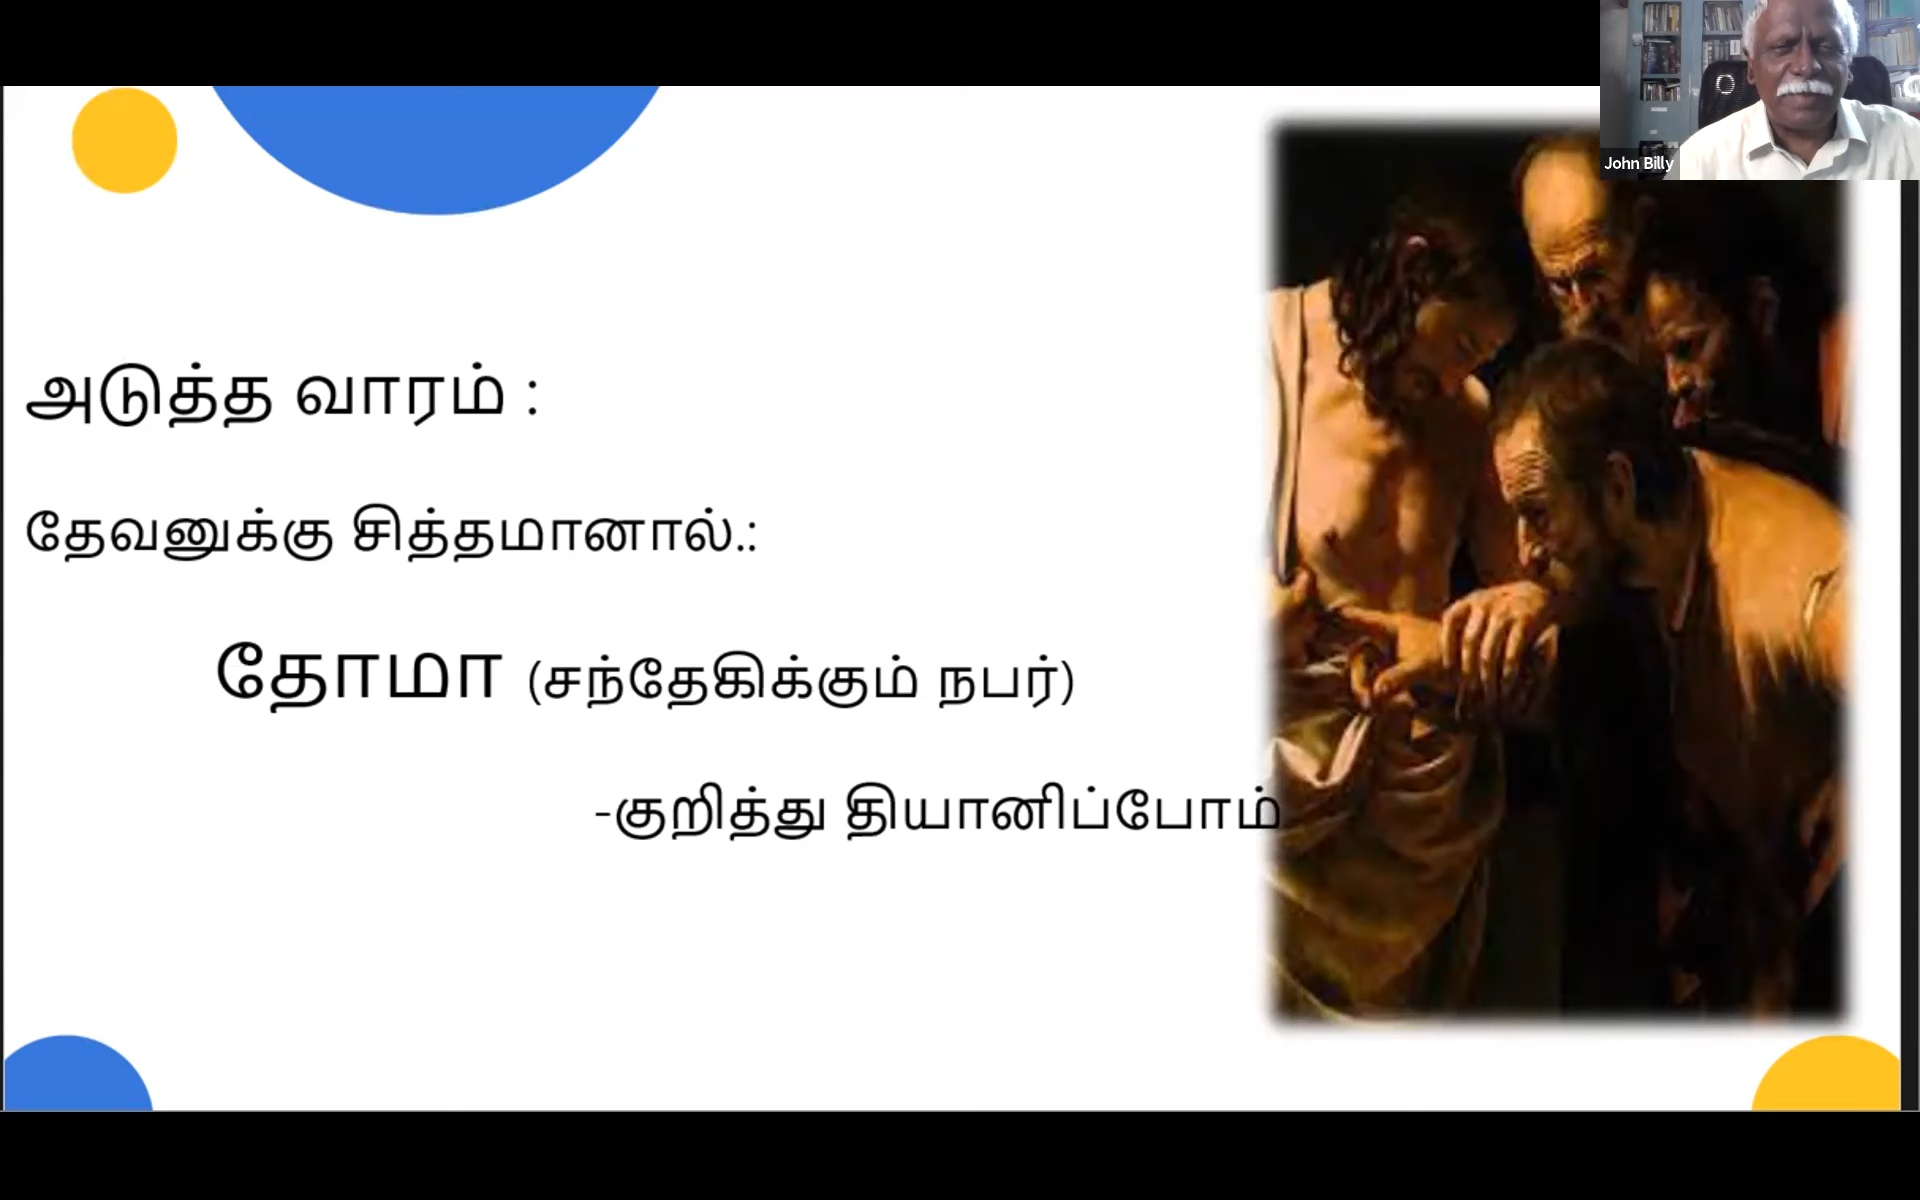 John Billy
அடுத்த வாரம் :
தேவனுக்கு சித்தமானால்.:
தோமா (சந்தேகிக்கும் நபர்)
-குறித்து தியானிப்போம்